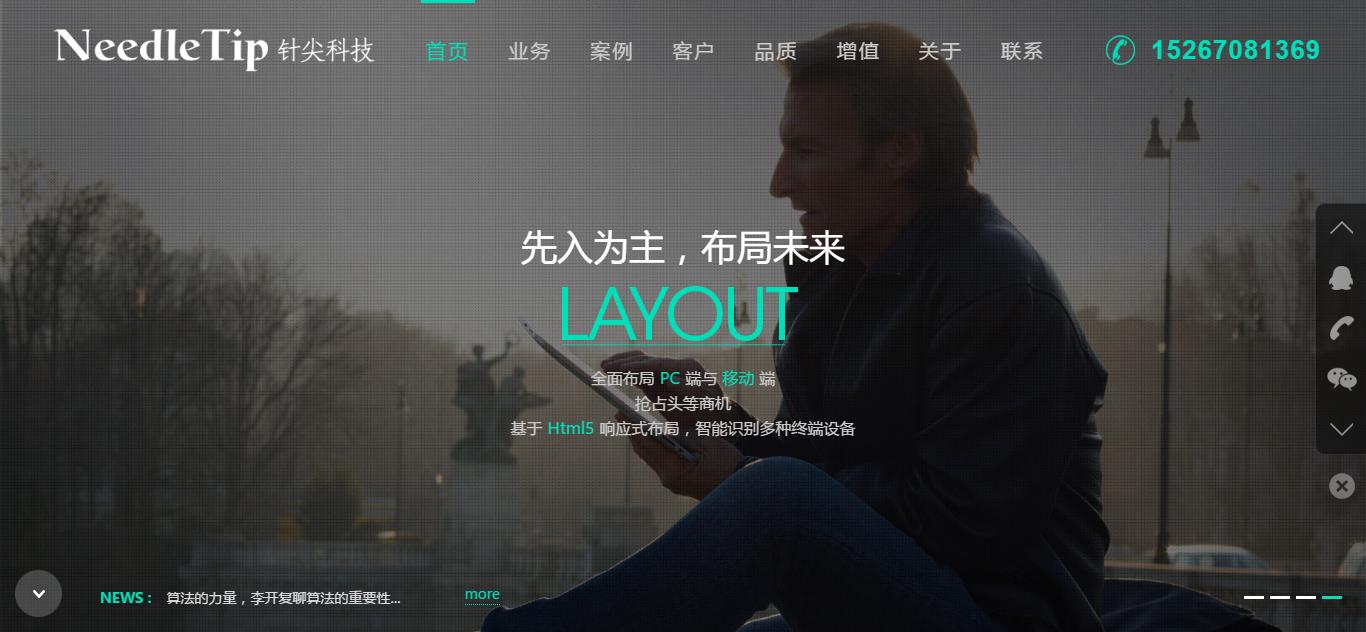 NeedleTip 针尖科技
首页 业务 案例 客户 品质 增值 关于 联系
15267081369
先入为主，布局未来
LAYOUT
全面布局 PC 端与 移动 端
抢占头等商机
基于 Html5 响应式布局，智能识别多种终端设备
NEWS： 算法的力量，李开复聊算法的重要性... more